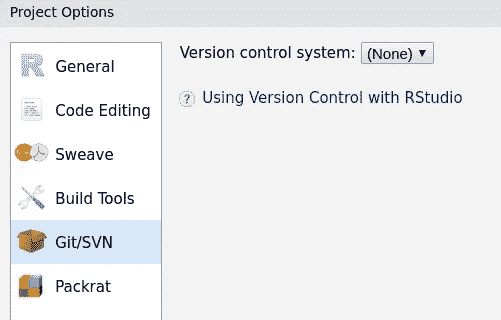 Project Options
General
Code Editing
Sweave
Build Tools
Git/SVN
Packrat
Version control system: (None)
? Using Version Control with RStudio